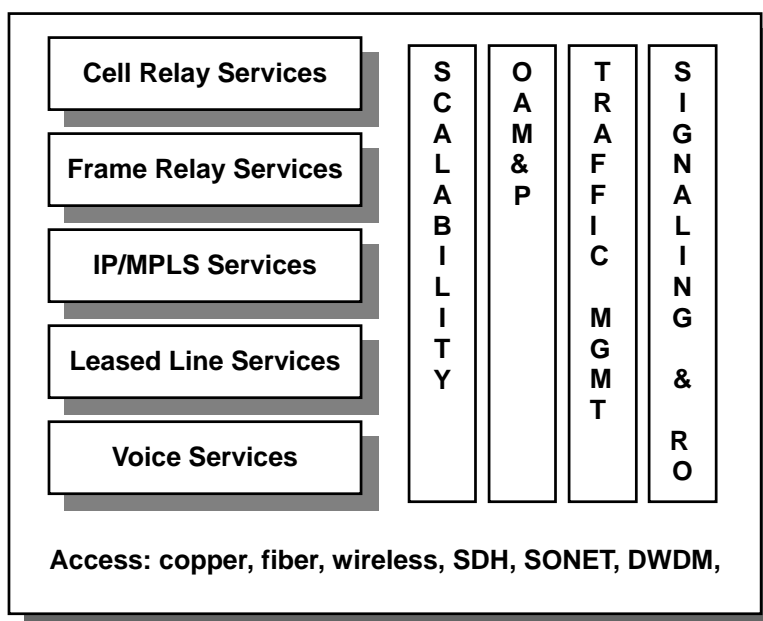 Cell Relay Services
Frame Relay Services
IP/MPLS Services
Leased Line Services
Voice Services
SCALABILITY
OAM&P
TRAFFIC MGMT
SIGNALING & RO
Access: copper, fiber, wireless, SDH, SONET, DWDM,